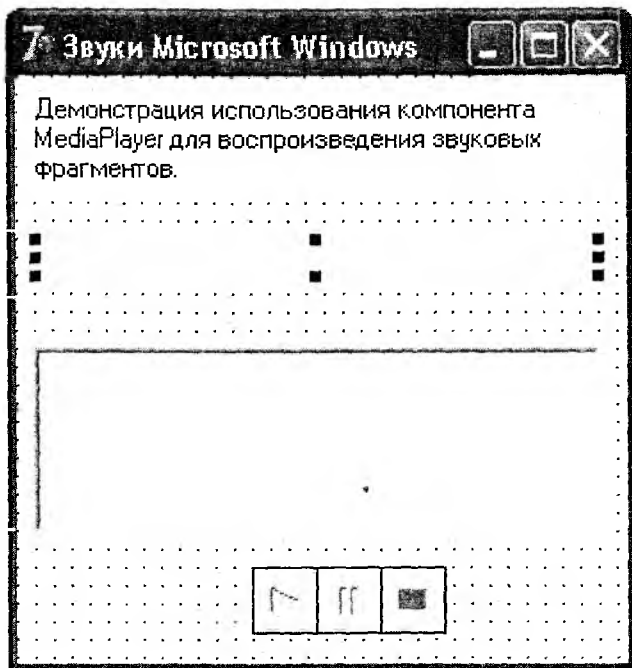 Звуки Microsoft Windows
Демонстрация использования компонента
MediaPlayer для воспроизведения звуковых
фрагментов.